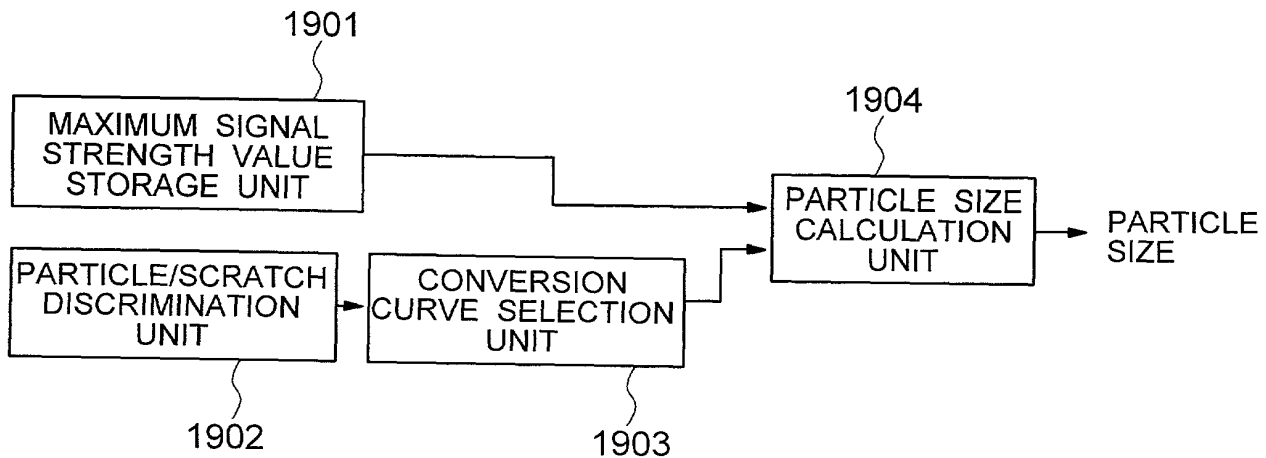 1901
MAXIMUM SIGNAL
STRENGTH VALUE
STORAGE UNIT
1904
PARTICLE SIZE
CALCULATION
UNIT
PARTICLE
SIZE
PARTICLE/SCRATCH
DISCRIMINATION
UNIT
CONVERSION
CURVE SELECTION
UNIT
1902
1903